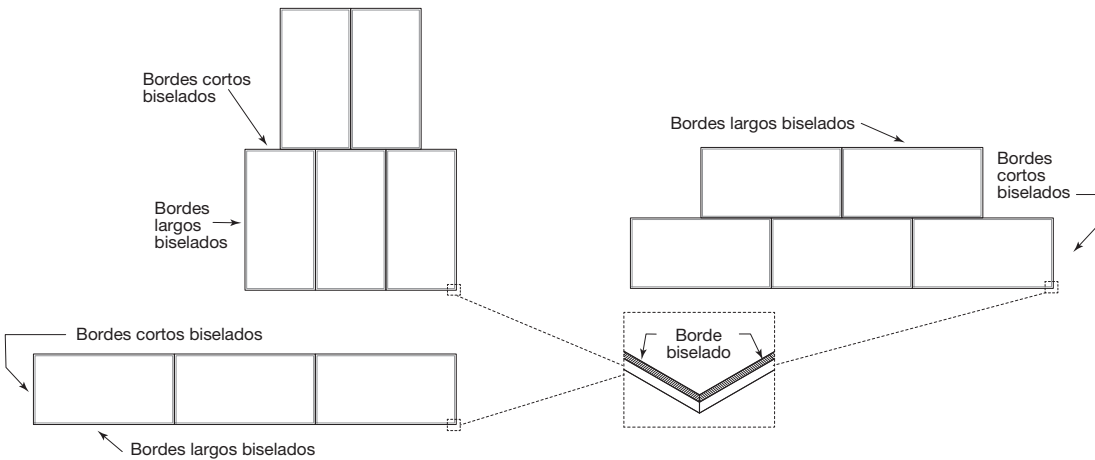 Bordes cortos
biselados
Bordes
largos
biselados
Bordes largos biselados
Bordes
cortos
biselados
Bordes cortos biselados
Bordes largos biselados
Borde
biselado